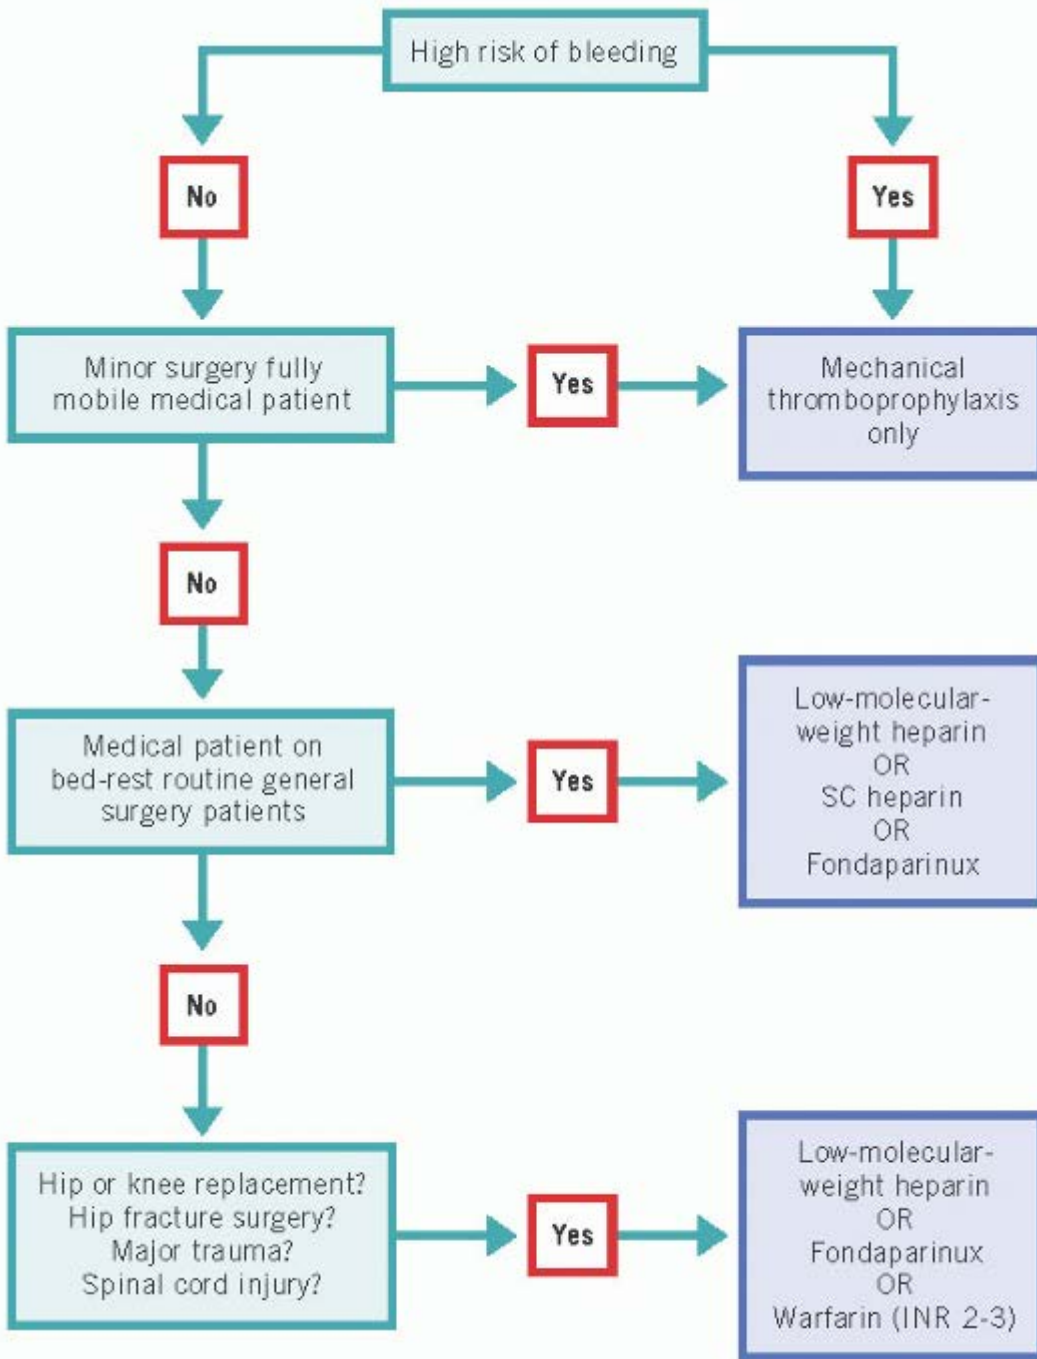 High risk of bleeding
No
Yes
Minor surgery fully
mobile medical patient
Yes
Mechanical
thromboprophylaxis
only
No
Medical patient on
bed-rest routine general
surgery patients
Yes
Low-molecular-
weight heparin
OR
SC heparin
OR
Fondaparinux
No
Hip or knee replacement?
Hip fracture surgery?
Major trauma?
Spinal cord injury?
Yes
Low-molecular-
weight heparin
OR
Fondaparinux
OR
Warfarin (INR 2-3)